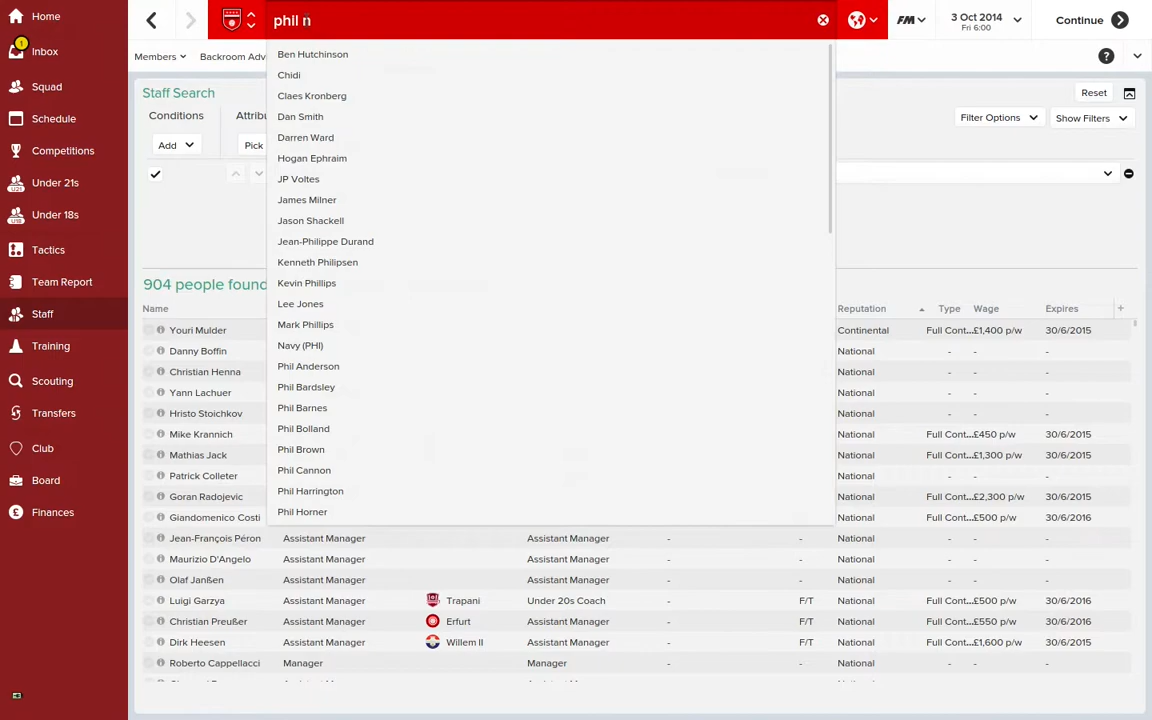 Home
phil n
FM
3 Oct 2014
Fri 6:00
Continue
1
Inbox
Members
Backroom Adv
?
Squad
Schedule
Competitions
Under 21s
Under 18s
Tactics
Team Report
Staff
Training
Scouting
Transfers
Club
Board
Finances
Staff Search
Reset
Conditions
Attribu
Filter Options
Show Filters
Add
Pick
Ben Hutchinson
Chidi
Claes Kronberg
Dan Smith
Darren Ward
Hogan Ephraim
JP Voltes
James Milner
Jason Shackell
Jean-Philippe Durand
Kenneth Philipsen
Kevin Phillips
Lee Jones
Mark Phillips
Navy (PHI)
Phil Anderson
Phil Bardsley
Phil Barnes
Phil Bolland
Phil Brown
Phil Cannon
Phil Harrington
Phil Horner
904 people found
Name Reputation Type Wage Expires +
Youri Mulder Continental Full Cont... £1,400 p/w 30/6/2015
Danny Boffin National - - -
Christian Henna National - - -
Yann Lachuer National - - -
Hristo Stoichkov National - - -
Mike Krannich National Full Cont... £450 p/w 30/6/2015
Mathias Jack National Full Cont... £1,300 p/w 30/6/2015
Patrick Colleter National - - -
Goran Radojevic National Full Cont... £2,300 p/w 30/6/2015
Giandomenico Costi National Full Cont... £500 p/w 30/6/2016
Jean-François Péron Assistant Manager Assistant Manager - - National - - -
Maurizio D'Angelo Assistant Manager Assistant Manager - - National - - -
Olaf Janßen Assistant Manager Assistant Manager - - National - - -
Luigi Garzya Assistant Manager Trapani Under 20s Coach - F/T National Full Cont... £500 p/w 30/6/2016
Christian Preußer Assistant Manager Erfurt Assistant Manager - F/T National Full Cont... £550 p/w 30/6/2016
Dirk Heesen Assistant Manager Willem II Assistant Manager - F/T National Full Cont... £1,600 p/w 30/6/2015
Roberto Cappellacci Manager Manager - - National - - -